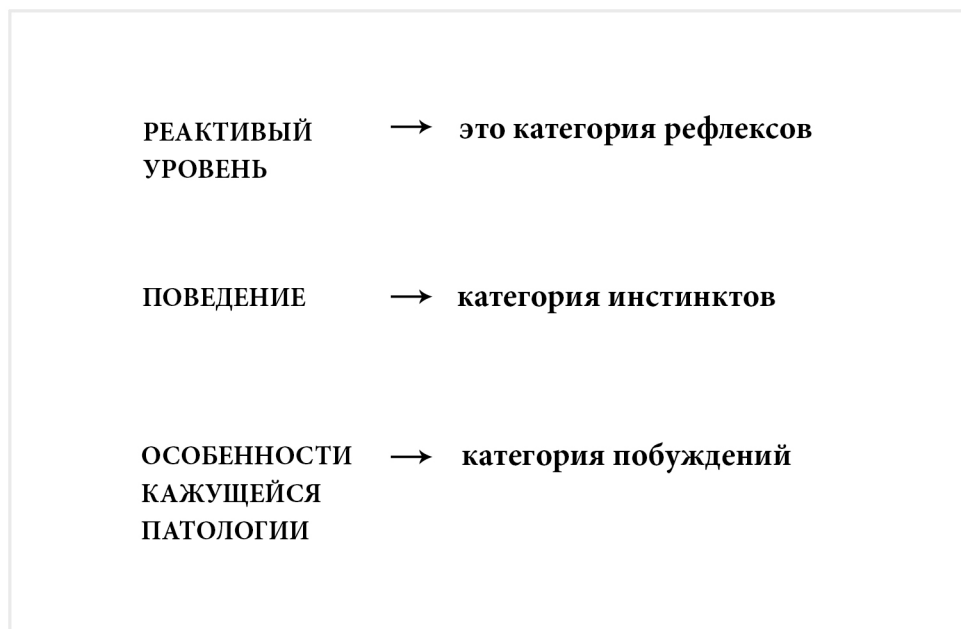 РЕАКТИВЫЙ → это категория рефлексов
УРОВЕНЬ
ПОВЕДЕНИЕ → категория инстинктов
ОСОБЕННОСТИ → категория побуждений
КАЖУЩЕЙСЯ
ПАТОЛОГИИ